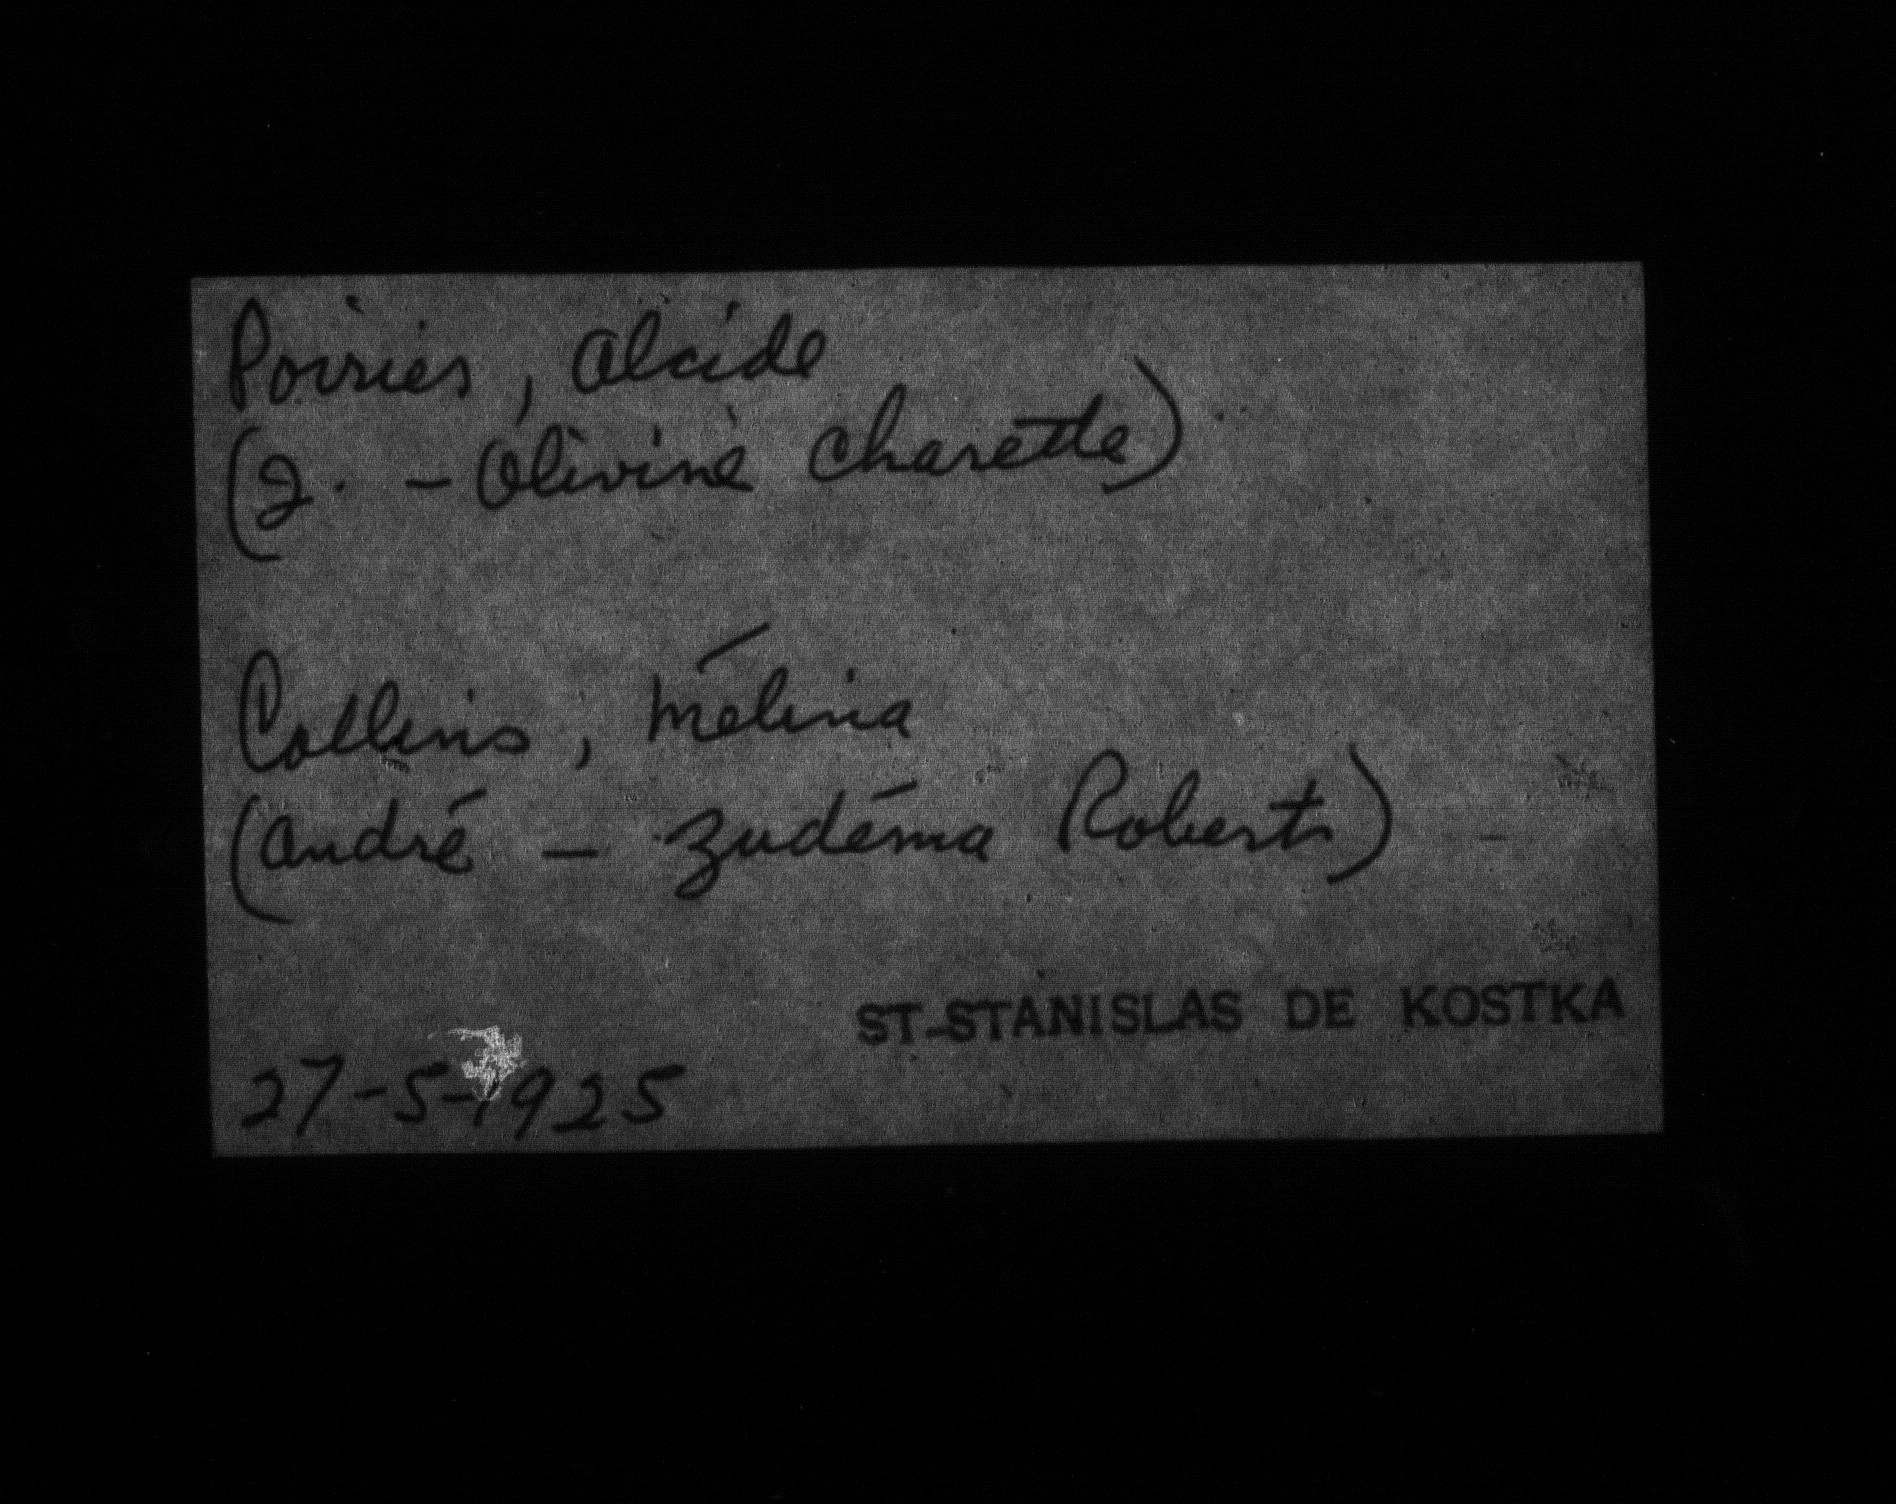 Poirier, Alcide
(J. - Olivine Charette)
Collins, Mélina
(André - Zudéma Roberts)
ST-STANISLAS DE KOSTKA
27-5-1925